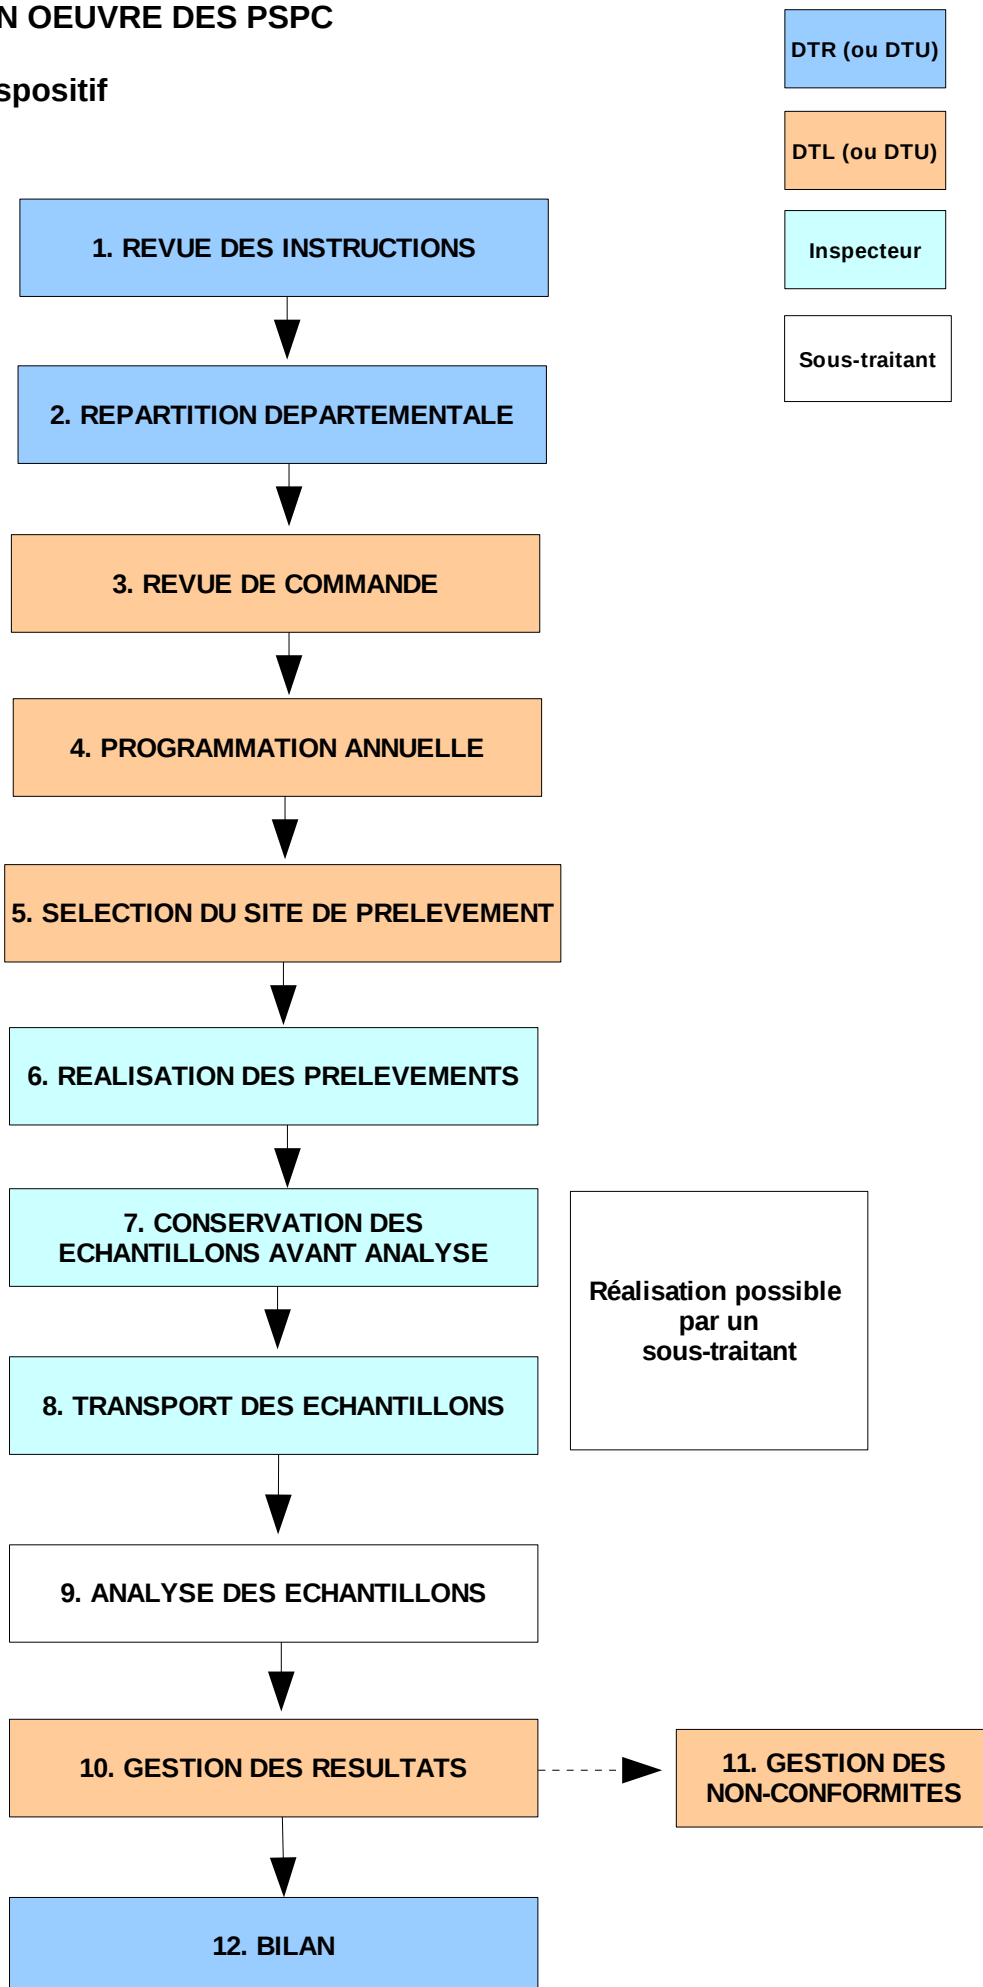 N OEUVRE DES PSPC
spositif
DTR (ou DTU)
DTL (ou DTU)
Inspecteur
Sous-traitant
1. REVUE DES INSTRUCTIONS
2. REPARTITION DEPARTEMENTALE
3. REVUE DE COMMANDE
4. PROGRAMMATION ANNUELLE
5. SELECTION DU SITE DE PRELEVEMENT
6. REALISATION DES PRELEVEMENTS
7. CONSERVATION DES
ECHANTILLONS AVANT ANALYSE
Réalisation possible
par un
sous-traitant
8. TRANSPORT DES ECHANTILLONS
9. ANALYSE DES ECHANTILLONS
10. GESTION DES RESULTATS
11. GESTION DES
NON-CONFORMITES
12. BILAN